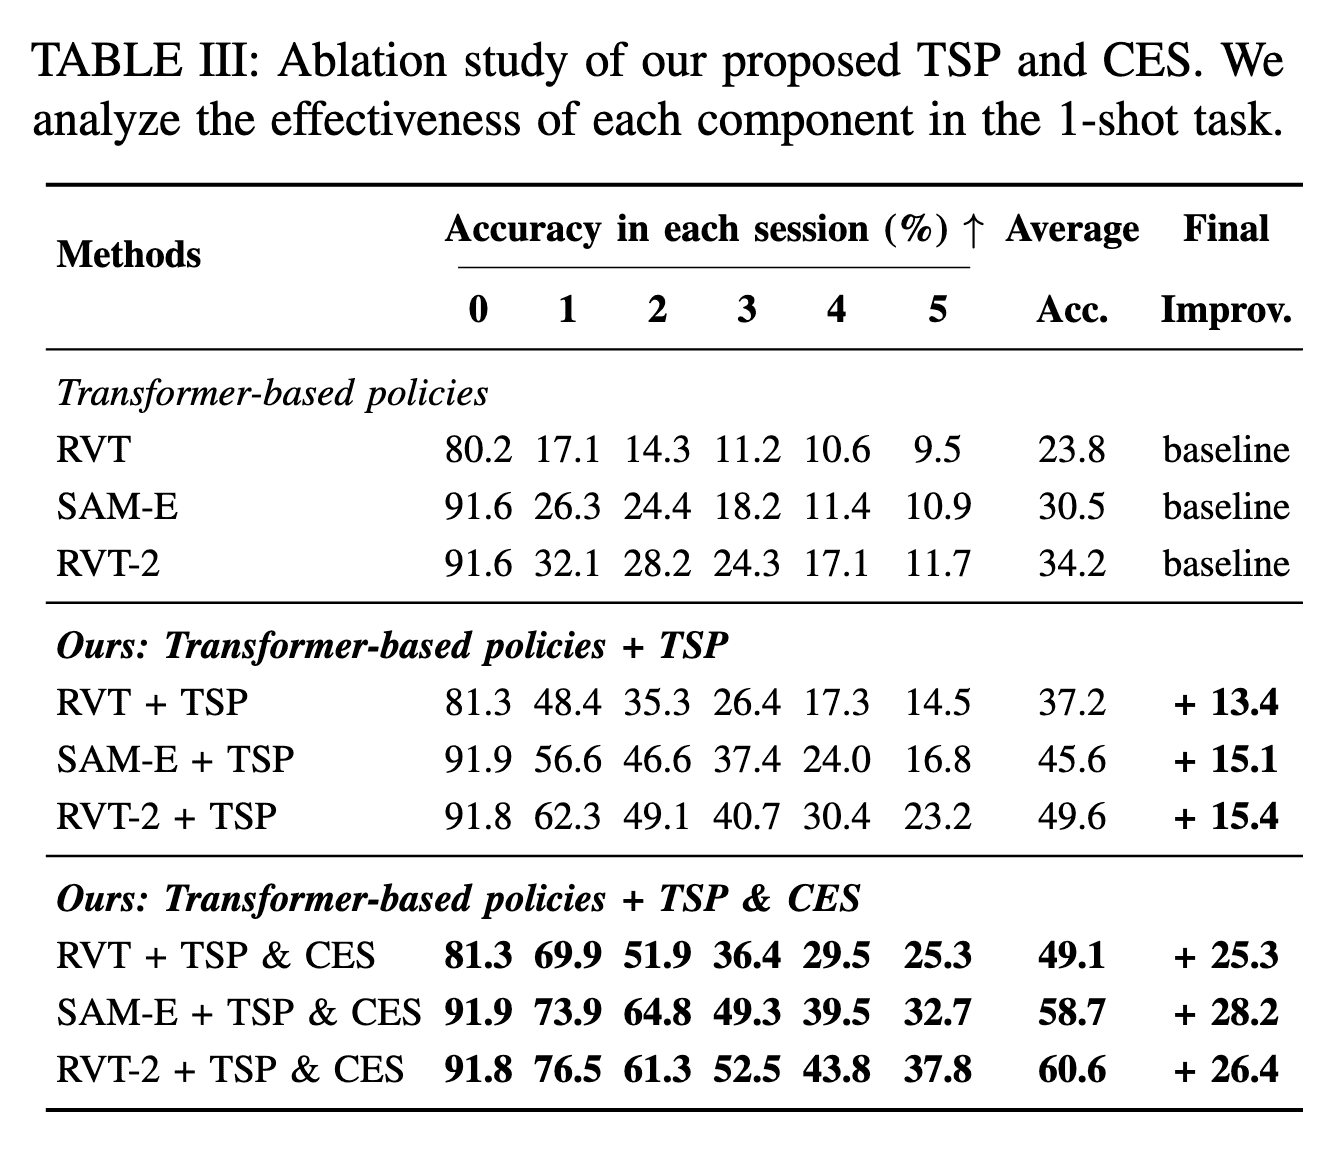 TABLE III: Ablation study of our proposed TSP and CES. We
analyze the effectiveness of each component in the 1-shot task.
Methods Accuracy in each session (%) ↑ Average Final
0 1 2 3 4 5 Acc. Improv.
Transformer-based policies
RVT 80.2 17.1 14.3 11.2 10.6 9.5 23.8 baseline
SAM-E 91.6 26.3 24.4 18.2 11.4 10.9 30.5 baseline
RVT-2 91.6 32.1 28.2 24.3 17.1 11.7 34.2 baseline
Ours: Transformer-based policies + TSP
RVT + TSP 81.3 48.4 35.3 26.4 17.3 14.5 37.2 + 13.4
SAM-E + TSP 91.9 56.6 46.6 37.4 24.0 16.8 45.6 + 15.1
RVT-2 + TSP 91.8 62.3 49.1 40.7 30.4 23.2 49.6 + 15.4
Ours: Transformer-based policies + TSP & CES
RVT + TSP & CES 81.3 69.9 51.9 36.4 29.5 25.3 49.1 + 25.3
SAM-E + TSP & CES 91.9 73.9 64.8 49.3 39.5 32.7 58.7 + 28.2
RVT-2 + TSP & CES 91.8 76.5 61.3 52.5 43.8 37.8 60.6 + 26.4